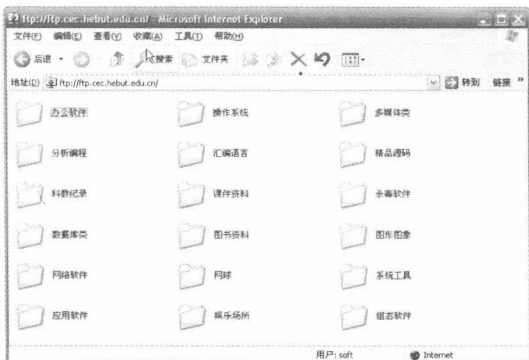 ftp://ftp.cec.hebut.edu.cn/ - Microsoft Internet Explorer
文件(F) 编辑(E) 查看(V) 收藏(A) 工具(T) 帮助(H)
后退 搜索 文件夹
地址(D) ftp://ftp.cec.hebut.edu.cn/ 转到 链接 »
办公软件 操作系统 多媒体类
分析编程 汇编语言 精品源码
科教纪录 课件资料 杀毒软件
数据库类 图书资料 图形图象
网络软件 网球 系统工具
应用软件 娱乐场所 组态软件
用户: soft Internet